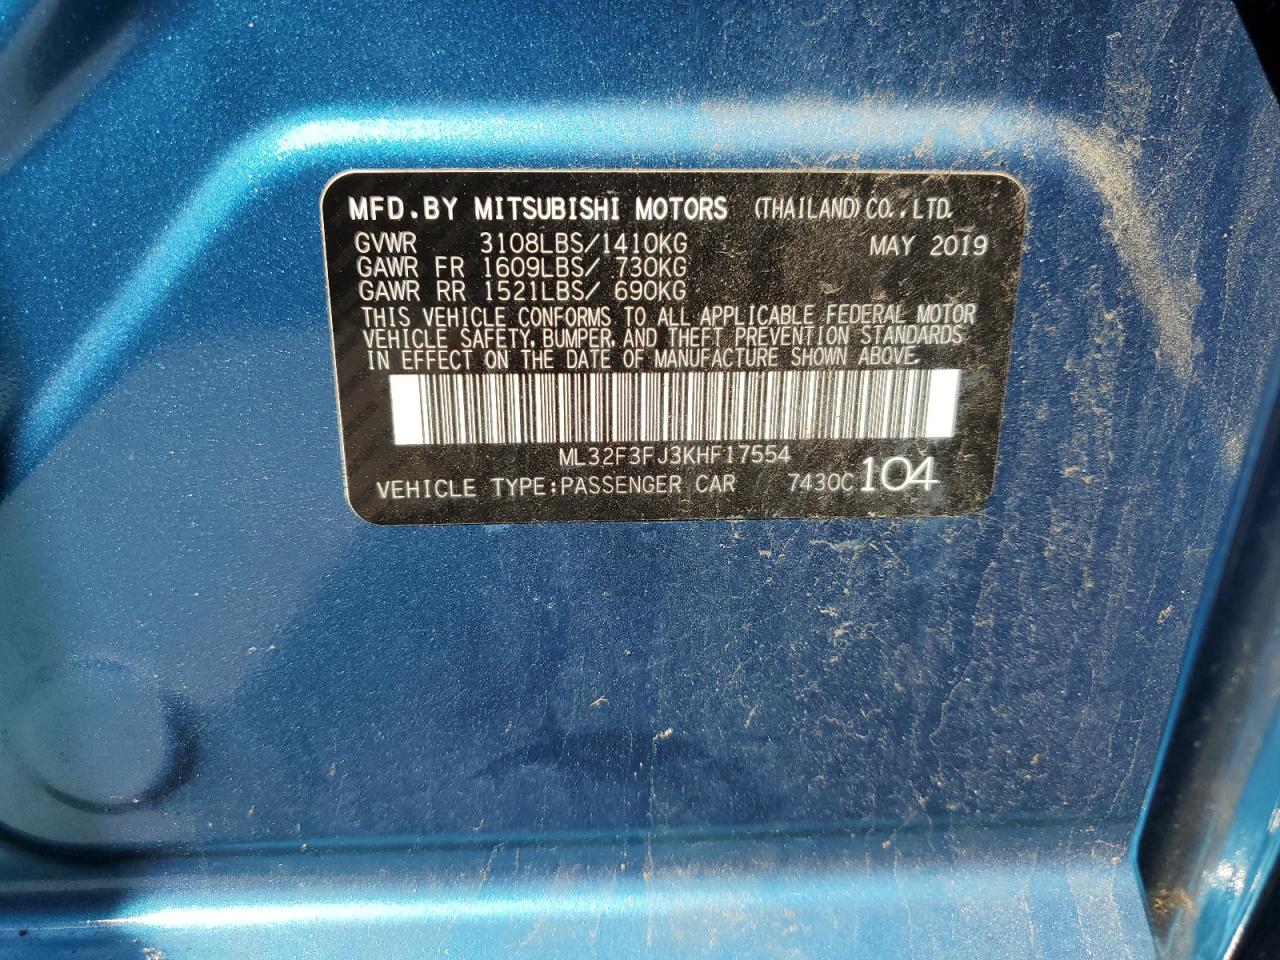 MFD.BY MITSUBISHI MOTORS (THAILAND) CO.,LTD.
GVWR 3108LBS/1410KG MAY 2019
GAWR FR 1609LBS/ 730KG
GAWR RR 1521LBS/ 690KG
THIS VEHICLE CONFORMS TO ALL APPLICABLE FEDERAL MOTOR
VEHICLE SAFETY, BUMPER, AND THEFT PREVENTION STANDARDS
IN EFFECT ON THE DATE OF MANUFACTURE SHOWN ABOVE.
ML32F3FJ3KHF17554
VEHICLE TYPE:PASSENGER CAR 7430C 104